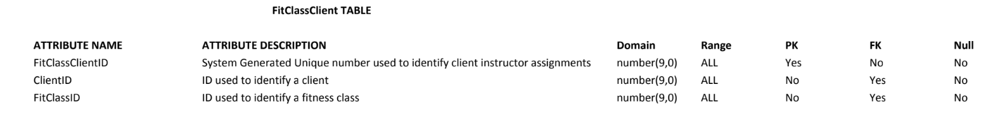 FitClassClient TABLE
ATTRIBUTE NAME ATTRIBUTE DESCRIPTION Domain Range PK FK Null
FitClassClientID System Generated Unique number used to identify client instructor assignments number(9,0) ALL Yes No No
ClientID ID used to identify a client number(9,0) ALL No Yes No
FitClassID ID used to identify a fitness class number(9,0) ALL No Yes No